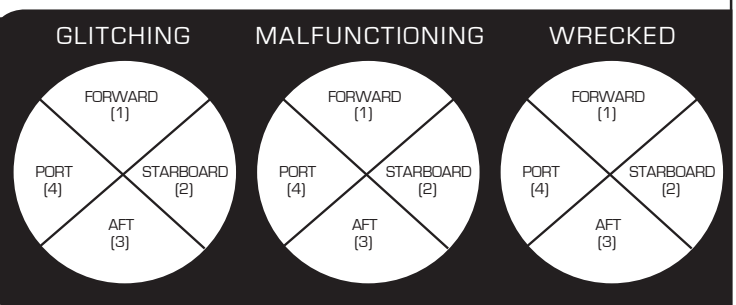 GLITCHING
MALFUNCTIONING
WRECKED
FORWARD
(1)
PORT
(4)
STARBOARD
(2)
AFT
(3)
FORWARD
(1)
PORT
(4)
STARBOARD
(2)
AFT
(3)
FORWARD
(1)
PORT
(4)
STARBOARD
(2)
AFT
(3)